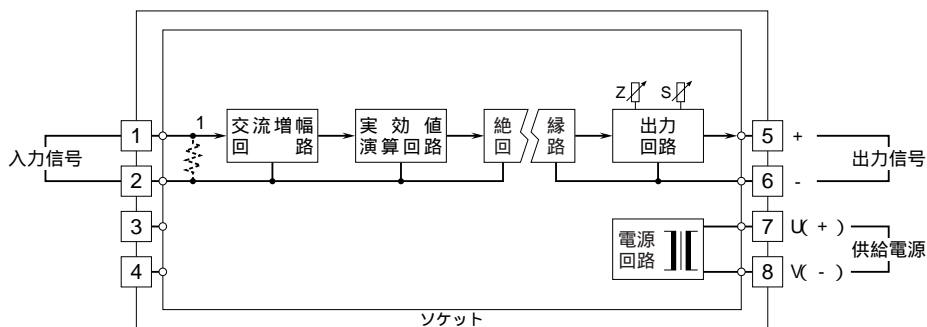 Z S
1 1 交流増幅 実効値 絶 縁 出力 5 +
回 路 演算回路 回 路 回路
入力信号 出力信号
2 6 -
3 7 U( + )
電源
回路 供給電源
4 8 V( - )
ソケット